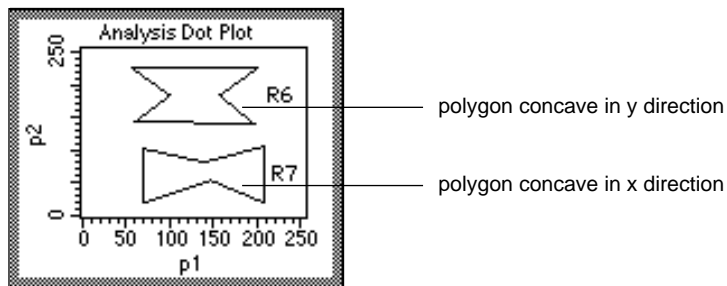 Analysis Dot Plot
250
p2
0
R6
R7
0 50 100 150 200 250
p1
polygon concave in y direction
polygon concave in x direction